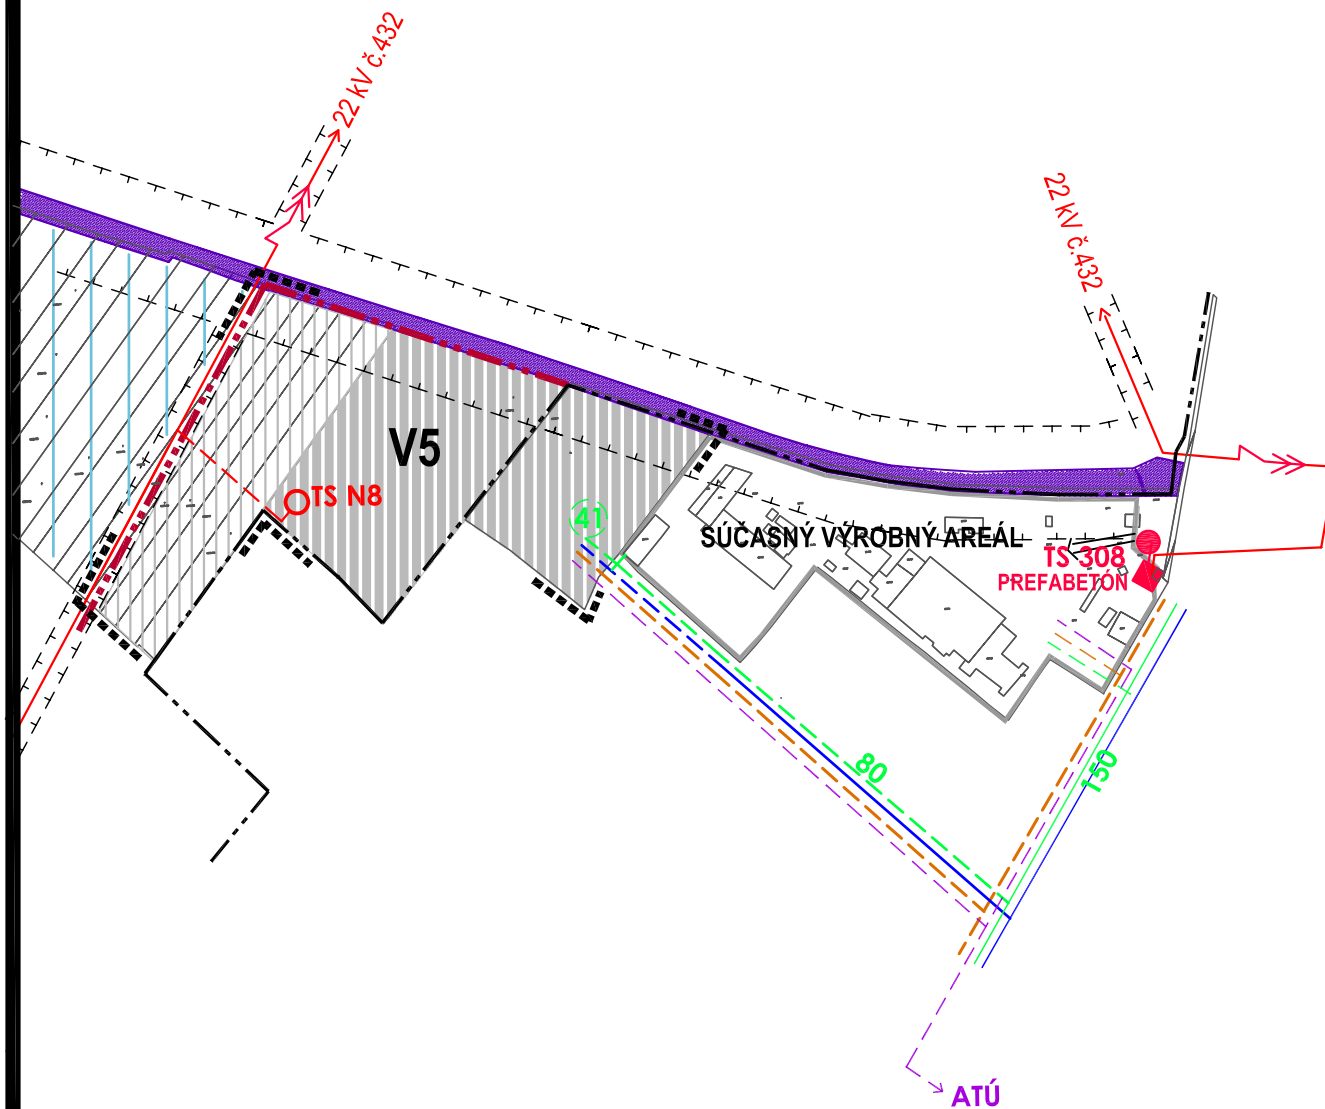 22 kV č.432
22 kV č.432
V5
TS N8
41
SÚČASNÝ VÝROBNÝ AREÁL
TS 308
PREFABETÓN
80
150
ATÚ